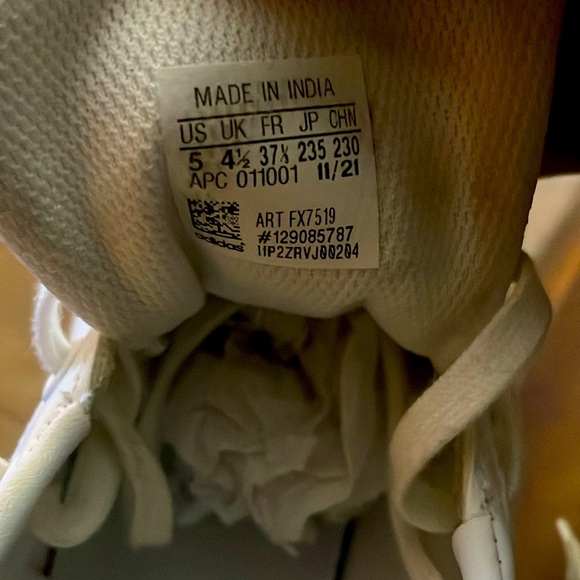 MADE IN INDIA
US UK FR JP CHN
5 4½ 37⅓ 235 230
APC 011001 11/21
ART FX7519
adidas #129085787
I1P2ZRVJ00204